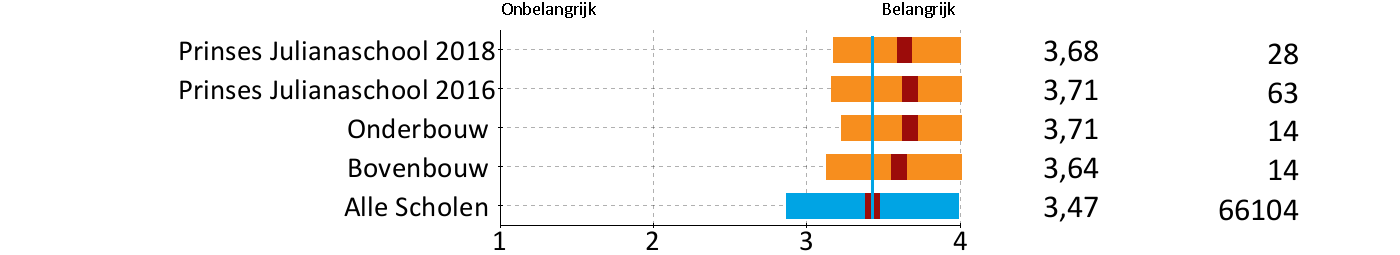 Onbelangrijk Belangrijk
Prinses Julianaschool 2018 3,68 28
Prinses Julianaschool 2016 3,71 63
Onderbouw 3,71 14
Bovenbouw 3,64 14
Alle Scholen 3,47 66104
1 2 3 4